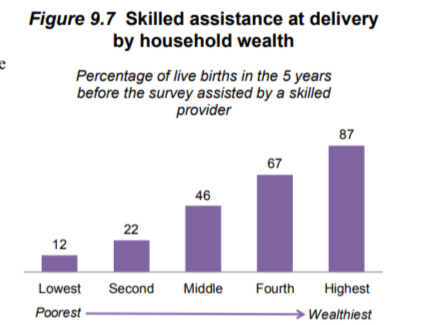 Figure 9.7 Skilled assistance at delivery
by household wealth
e
Percentage of live births in the 5 years
before the survey assisted by a skilled
provider
87
67
46
22
12
Lowest Second Middle Fourth Highest
Poorest Wealthiest